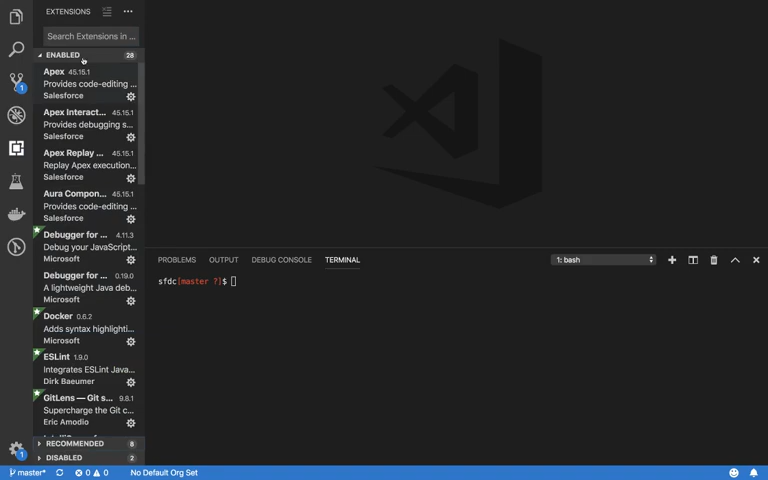 EXTENSIONS
Search Extensions in ...
ENABLED 28
Apex 45.15.1
Provides code-editing ...
Salesforce
Apex Interact... 45.15.1
Provides debugging s...
Salesforce
Apex Replay ... 45.15.1
Replay Apex execution...
Salesforce
Aura Compon... 45.15.1
Provides code-editing ...
Salesforce
Debugger for ... 4.11.3
Debug your JavaScript...
Microsoft
Debugger for ... 0.19.0
A lightweight Java deb...
Microsoft
Docker 0.6.2
Adds syntax highlighti...
Microsoft
ESLint 1.9.0
Integrates ESLint Java...
Dirk Baeumer
GitLens — Git s... 9.8.1
Supercharge the Git c...
Eric Amodio
RECOMMENDED 8
DISABLED 2
1
1
PROBLEMS OUTPUT DEBUG CONSOLE TERMINAL 1: bash
sfdc[master ?]$
master* 0 0 No Default Org Set